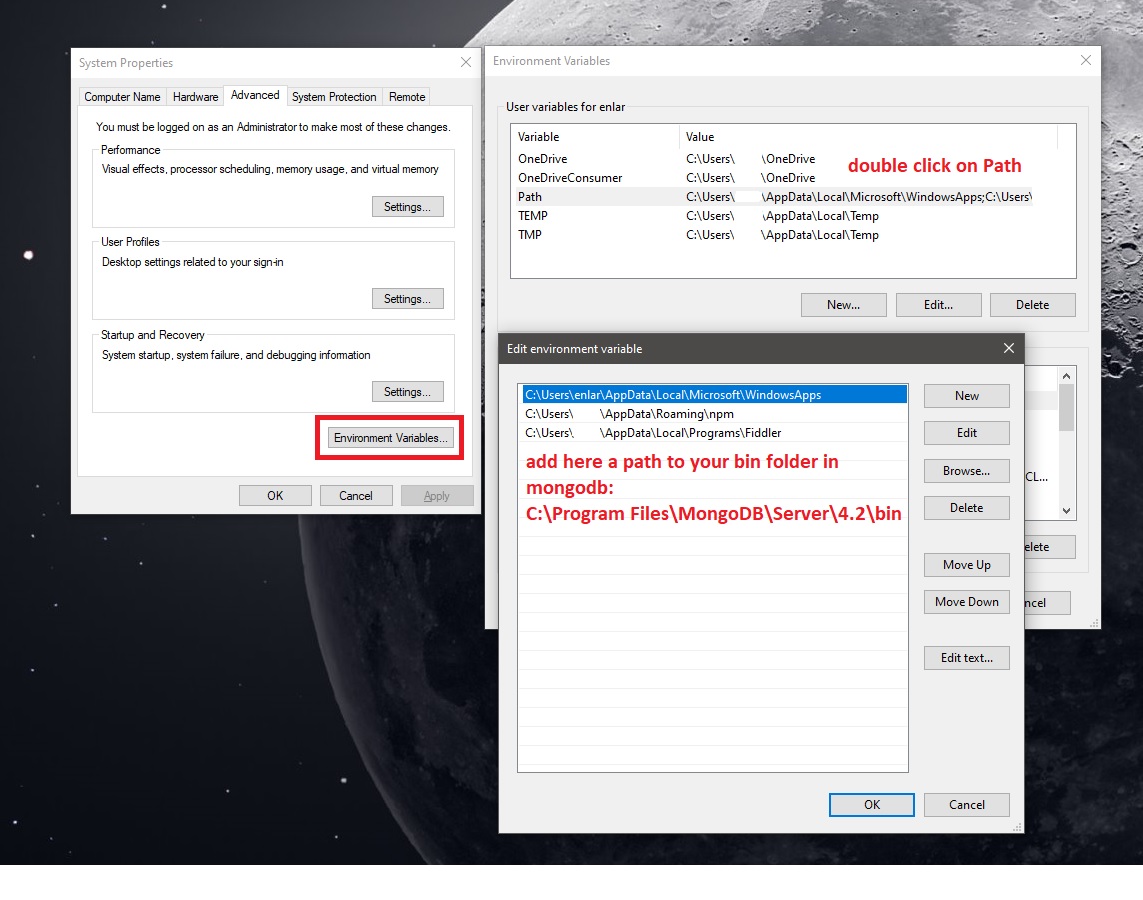 System Properties
Computer Name Hardware Advanced System Protection Remote
You must be logged on as an Administrator to make most of these changes.
Performance
Visual effects, processor scheduling, memory usage, and virtual memory
Settings...
User Profiles
Desktop settings related to your sign-in
Settings...
Startup and Recovery
System startup, system failure, and debugging information
Settings...
Environment Variables...
OK Cancel Apply
Environment Variables
User variables for enlar
Variable Value
OneDrive C:\Users\ \OneDrive
OneDriveConsumer C:\Users\ \OneDrive
Path C:\Users\ \AppData\Local\Microsoft\WindowsApps;C:\Users\
TEMP C:\Users\ \AppData\Local\Temp
TMP C:\Users\ \AppData\Local\Temp
double click on Path
New... Edit... Delete
CL...
elete
ncel
Edit environment variable
C:\Users\enlar\AppData\Local\Microsoft\WindowsApps
C:\Users\ \AppData\Roaming\npm
C:\Users\ \AppData\Local\Programs\Fiddler
add here a path to your bin folder in
mongodb:
C:\Program Files\MongoDB\Server\4.2\bin
New
Edit
Browse...
Delete
Move Up
Move Down
Edit text...
OK Cancel